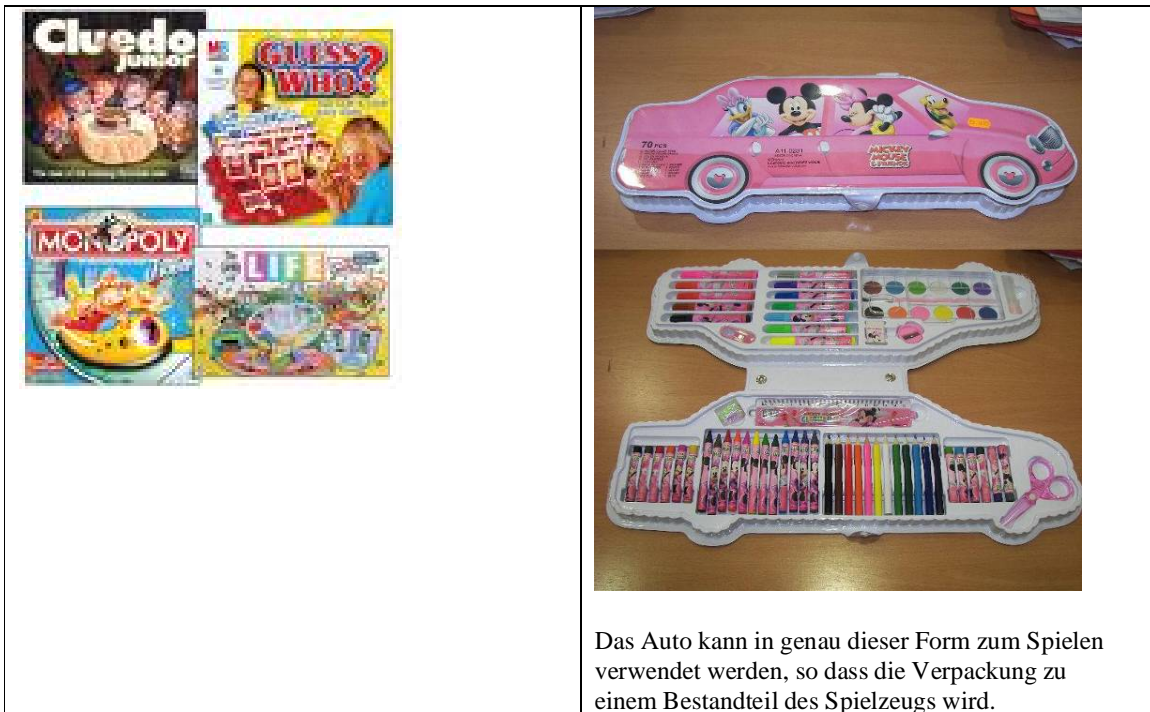 Cluedo
junior
MB
GUESS
WHO?
MONOPOLY
LIFE
70 PCS
MICKEY
MOUSE
Das Auto kann in genau dieser Form zum Spielen
verwendet werden, so dass die Verpackung zu
einem Bestandteil des Spielzeugs wird.